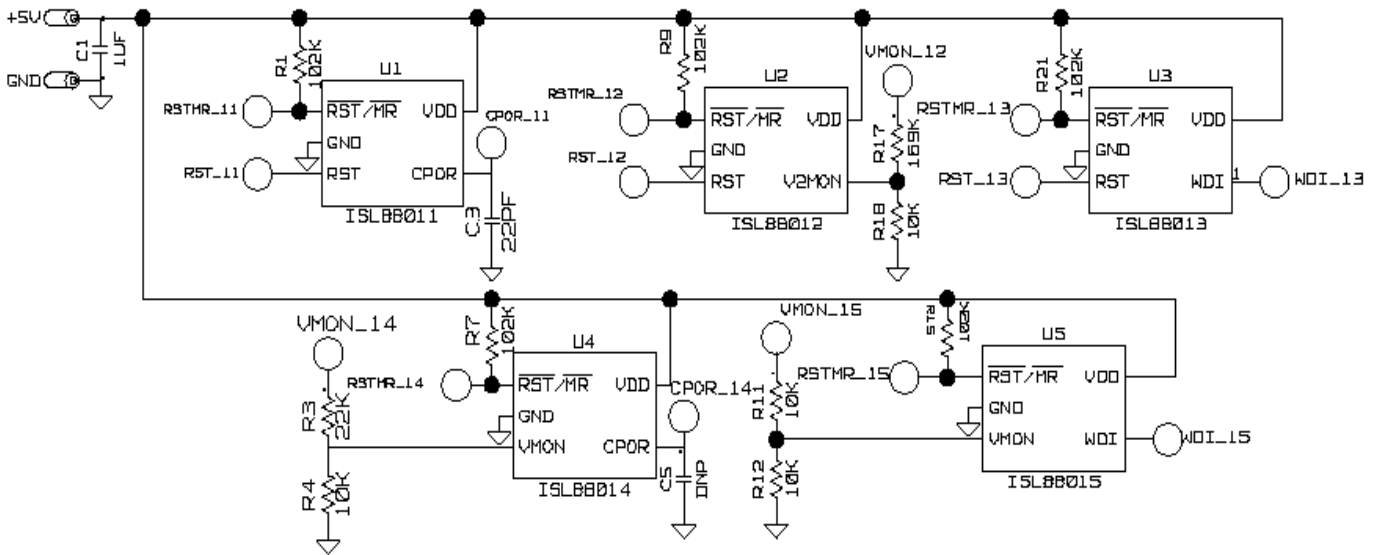 +5V
GND
C1
1UF
R1
102K
U1
RSTMR_11
RST/MR
VDD
CPOR_11
GND
RST_11
RST
CPOR
C3
22PF
ISL88011
R9
102K
U2
VMON_12
RSTMR_12
RST/MR
VDD
GND
R17
169K
RST_12
RST
V2MON
R18
10K
ISL88012
R21
102K
U3
RSTMR_13
RST/MR
VDD
GND
RST_13
RST
WDI
1
WDI_13
ISL88013
VMON_14
R7
102K
U4
RSTMR_14
RST/MR
VDD
CPOR_14
R3
22K
GND
VMON
CPOR
R4
10K
C5
DNP
ISL88014
VMON_15
R15
102K
U5
RSTMR_15
RST/MR
VDD
R11
10K
GND
VMON
WDI
WDI_15
R12
10K
ISL88015